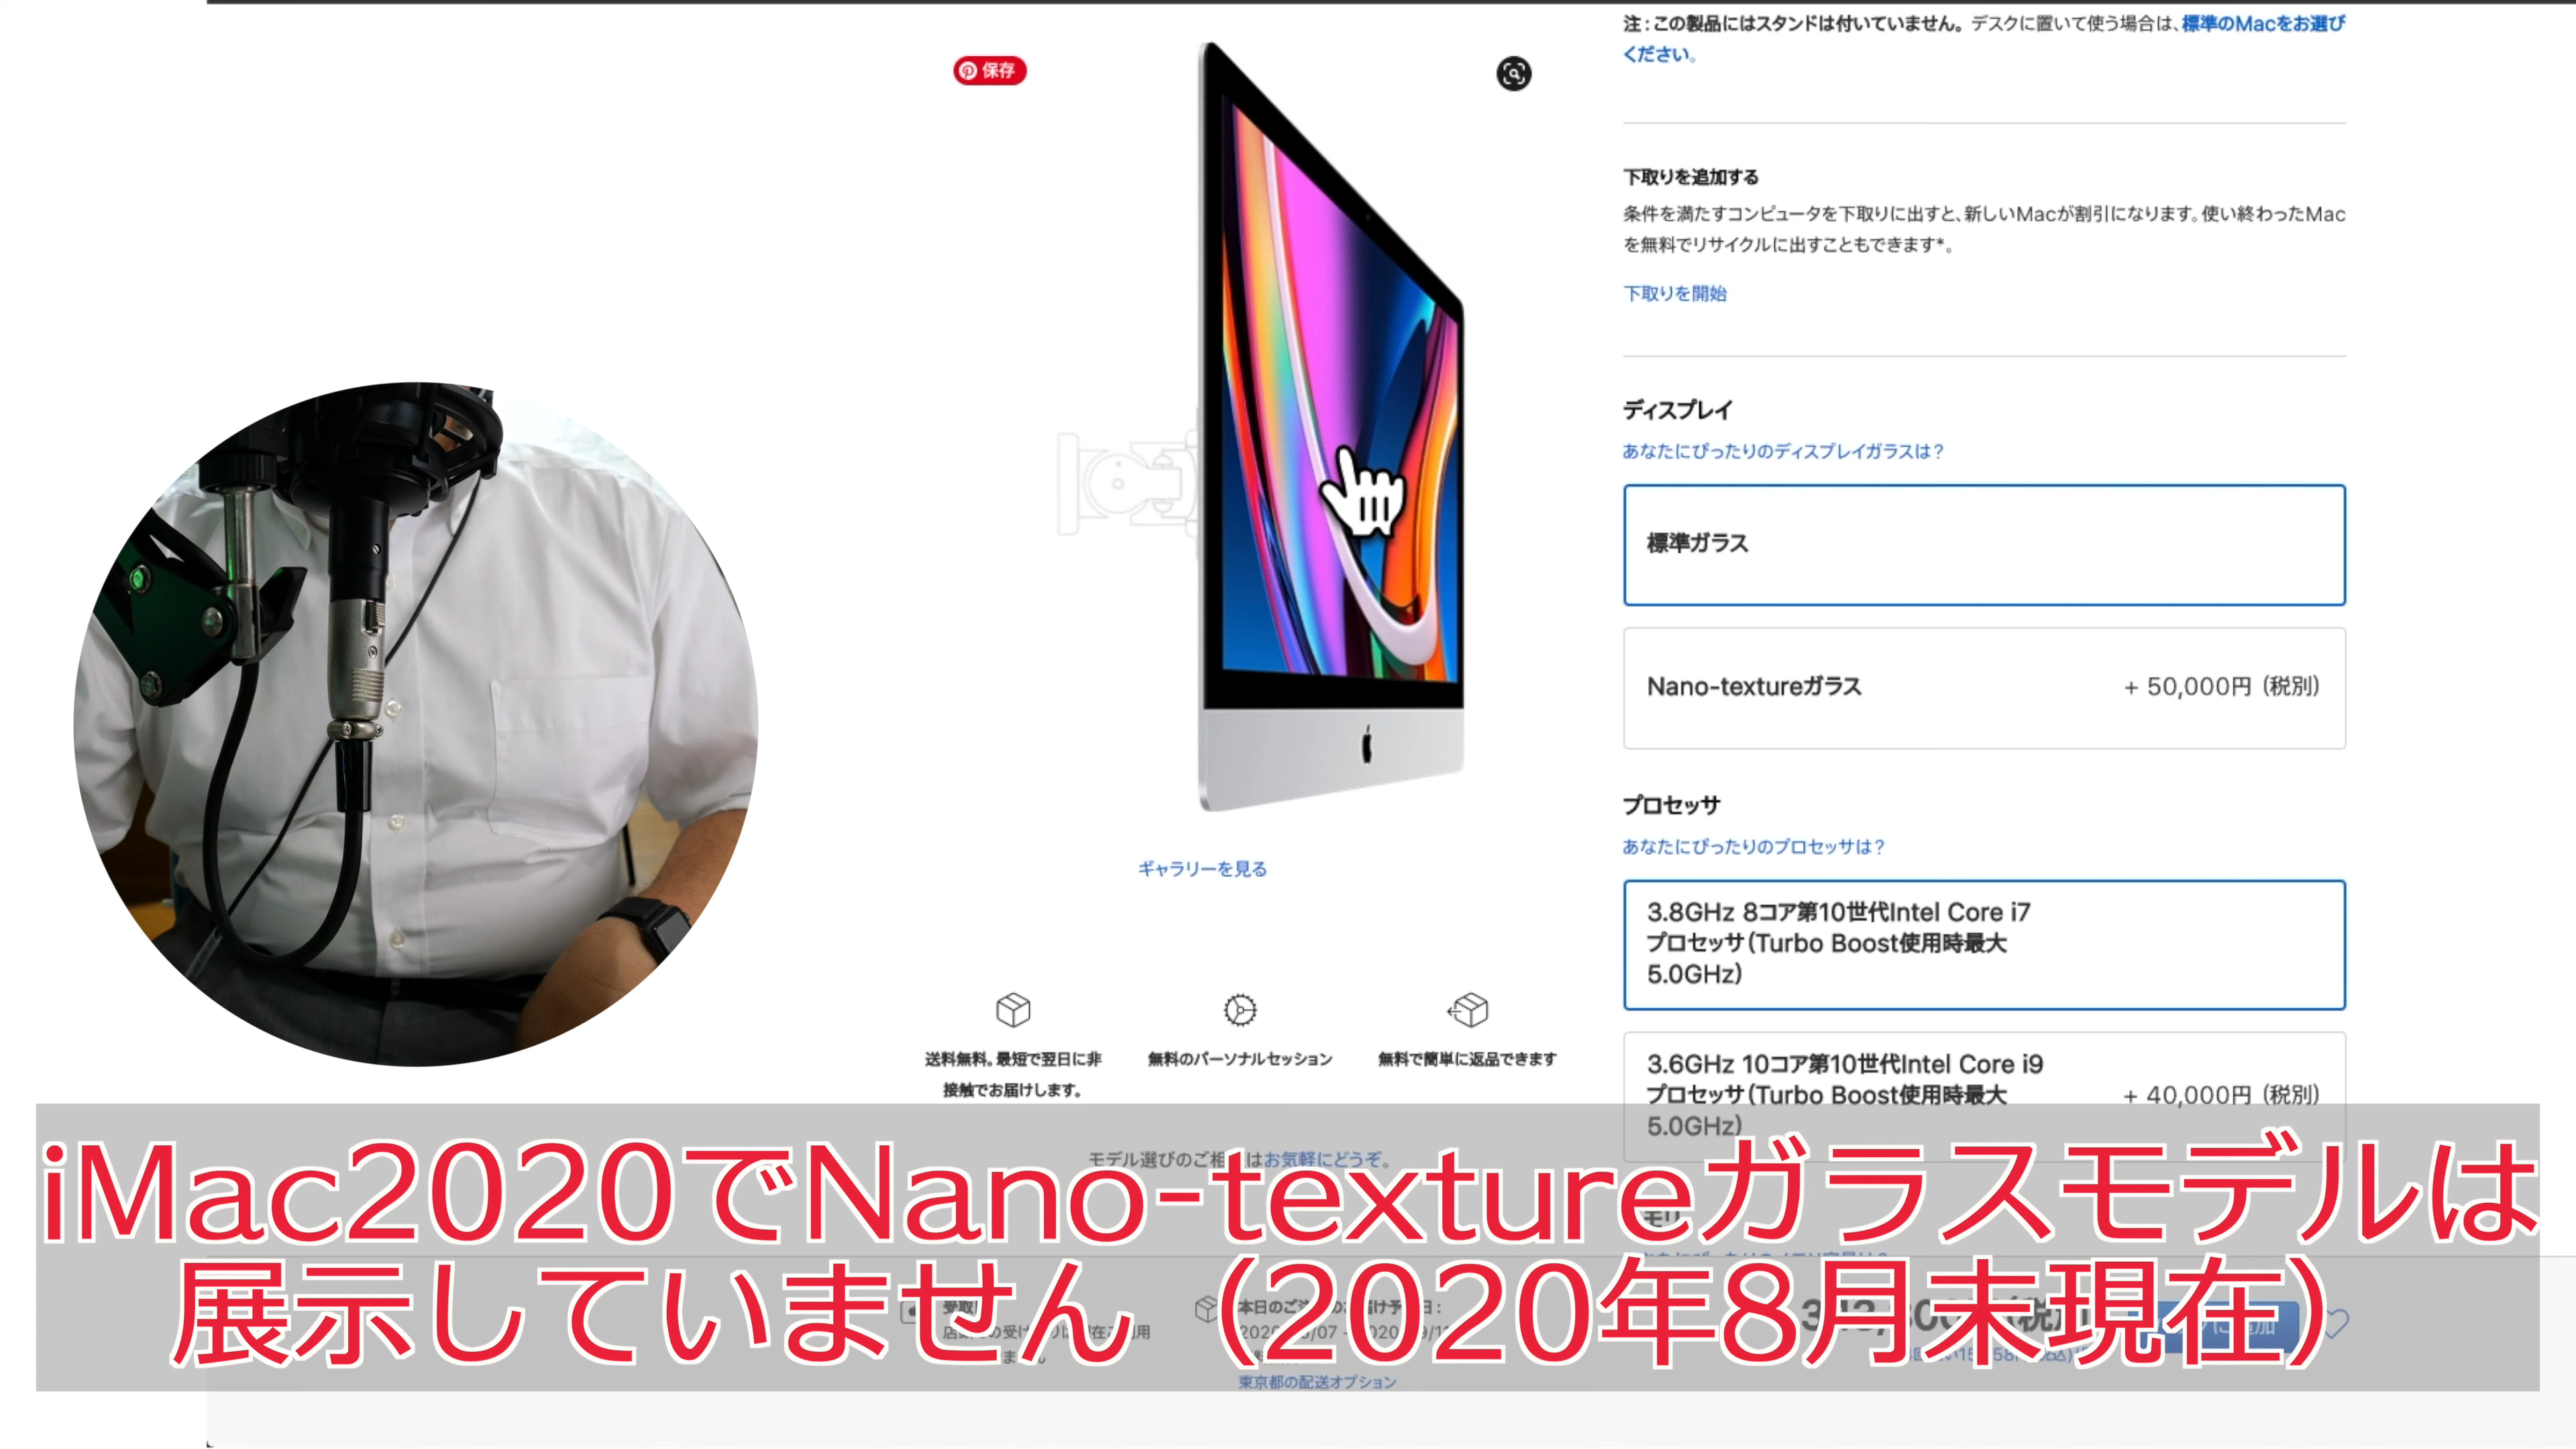 注：この製品にはスタンドは付いていません。デスクに置いて使う場合は、標準のMacをお選び
ください。
保存
下取りを追加する
条件を満たすコンピュータを下取りに出すと、新しいMacが割引になります。使い終わったMac
を無料でリサイクルに出すこともできます*。
下取りを開始
ディスプレイ
あなたにぴったりのディスプレイガラスは？
標準ガラス
Nano-textureガラス + 50,000円（税別）
プロセッサ
あなたにぴったりのプロセッサは？
3.8GHz 8コア第10世代Intel Core i7
プロセッサ（Turbo Boost使用時最大
5.0GHz）
3.6GHz 10コア第10世代Intel Core i9
プロセッサ（Turbo Boost使用時最大
5.0GHz）
+ 40,000円（税別）
ギャラリーを見る
送料無料。最短で翌日に非
接触でお届けします。
無料のパーソナルセッション
無料で簡単に返品できます
モデル選びのご相 はお気軽にどうぞ。
iMac2020でNano-textureガラスモデルは
展示していません（2020年8月末現在）
東京都の配送オプション